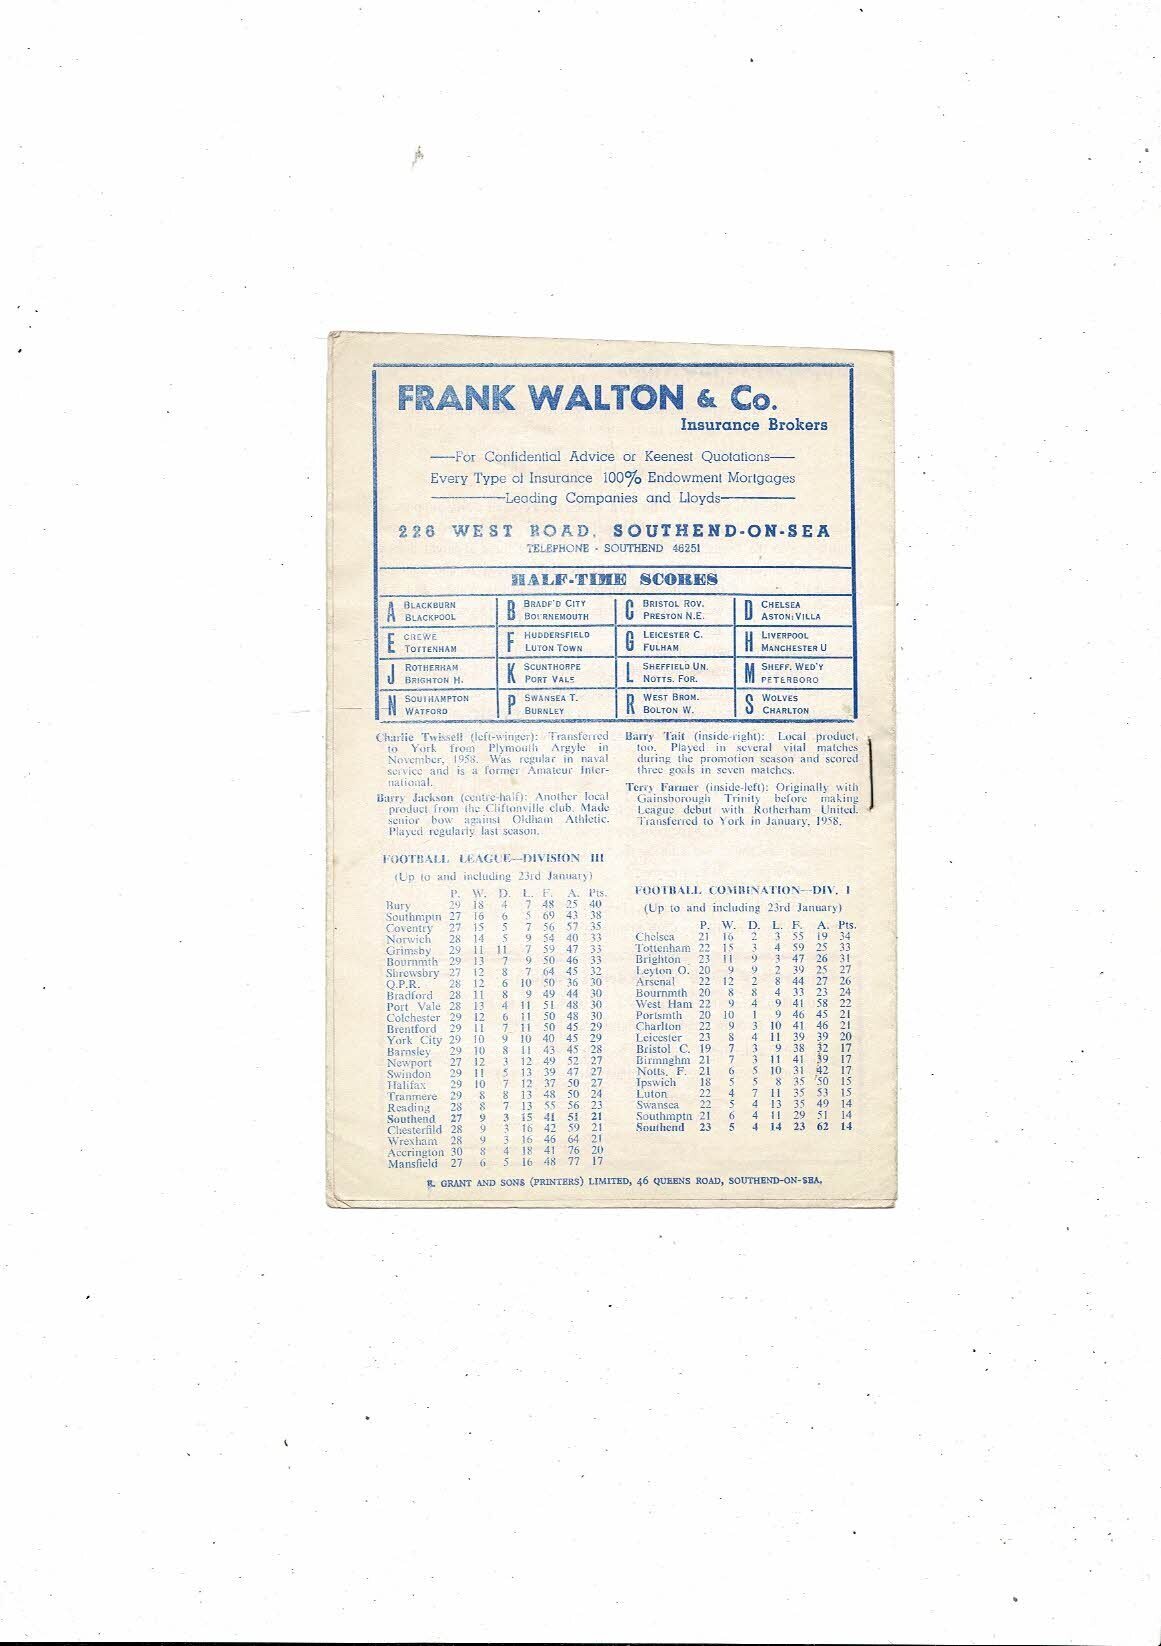 FRANK WALTON & Co.
Insurance Brokers
—For Confidential Advice or Keenest Quotations—
Every Type of Insurance 100% Endowment Mortgages
—Leading Companies and Lloyds—
226 WEST ROAD, SOUTHEND-ON-SEA
TELEPHONE - SOUTHEND 46251
HALF-TIME SCORES
A BLACKBURN BLACKPOOL
B BRADF'D CITY BOURNEMOUTH
C BRISTOL ROV. PRESTON N.E.
D CHELSEA ASTON VILLA
E CREWE TOTTENHAM
F HUDDERSFIELD LUTON TOWN
G LEICESTER C. FULHAM
H LIVERPOOL MANCHESTER U
J ROTHERHAM BRIGHTON H.
K SCUNTHORPE PORT VALE
L SHEFFIELD UN. NOTTS. FOR.
M SHEFF. WED'Y PETERBORO
N SOUTHAMPTON WATFORD
P SWANSEA T. BURNLEY
R WEST BROM. BOLTON W.
S WOLVES CHARLTON
Charlie Twissell (left-winger): Transferred
to York from Plymouth Argyle in
November, 1958. Was regular in naval
service and is a former Amateur Inter-
national.
Barry Jackson (centre-half): Another local
product from the Cliftonville club. Made
senior bow against Oldham Athletic.
Played regularly last season.
Barry Tait (inside-right): Local product,
too. Played in several vital matches
during the promotion season and scored
three goals in seven matches.
Terry Farmer (inside-left): Originally with
Gainsborough Trinity before making
League debut with Rotherham United.
Transferred to York in January, 1958.
FOOTBALL LEAGUE—DIVISION III
(Up to and including 23rd January)
P. W. D. L. F. A. Pts.
Bury 29 18 4 7 48 25 40
Southmptn 27 16 6 5 69 43 38
Coventry 27 15 5 7 56 57 35
Norwich 28 14 5 9 54 40 33
Grimsby 29 11 11 7 59 47 33
Bournmth 29 13 7 9 50 46 33
Shrewsbry 27 12 8 7 64 45 32
Q.P.R. 28 12 6 10 50 36 30
Bradford 28 11 8 9 49 44 30
Port Vale 28 13 4 11 51 48 30
Colchester 29 12 6 11 50 48 30
Brentford 29 11 7 11 50 45 29
York City 29 10 9 10 40 45 29
Barnsley 29 10 8 11 43 45 28
Newport 27 12 3 12 49 52 27
Swindon 29 11 5 13 39 47 27
Halifax 29 10 7 12 37 50 27
Tranmere 29 8 8 13 48 50 24
Reading 28 8 7 13 55 56 23
Southend 27 9 3 15 41 51 21
Chesterfild 28 9 3 16 42 59 21
Wrexham 28 9 3 16 46 64 21
Accrington 30 8 4 18 41 76 20
Mansfield 27 6 5 16 48 77 17
FOOTBALL COMBINATION—DIV. I
(Up to and including 23rd January)
P. W. D. L. F. A. Pts.
Chelsea 21 16 2 3 55 19 34
Tottenham 22 15 3 4 59 25 33
Brighton 23 11 9 3 47 26 31
Leyton O. 20 9 9 2 39 25 27
Arsenal 22 12 2 8 44 27 26
Bournmth 20 8 8 4 33 23 24
West Ham 22 9 4 9 41 58 22
Portsmth 20 10 1 9 46 45 21
Charlton 22 9 3 10 41 46 21
Leicester 23 8 4 11 39 39 20
Bristol C. 19 7 3 9 38 32 17
Birmnghm 21 7 3 11 41 39 17
Notts. F. 21 6 5 10 31 42 17
Ipswich 18 5 5 8 35 50 15
Luton 22 4 7 11 35 53 15
Swansea 22 5 4 13 35 49 14
Southmptn 21 6 4 11 29 51 14
Southend 23 5 4 14 23 62 14
R. GRANT AND SONS (PRINTERS) LIMITED, 46 QUEENS ROAD, SOUTHEND-ON-SEA.